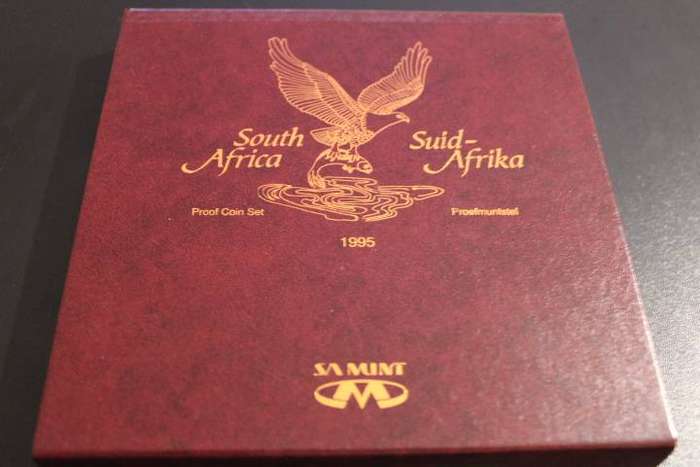 South Africa
Suid-Afrika
Proof Coin Set
Proefmuntstel
1995
SA MINT